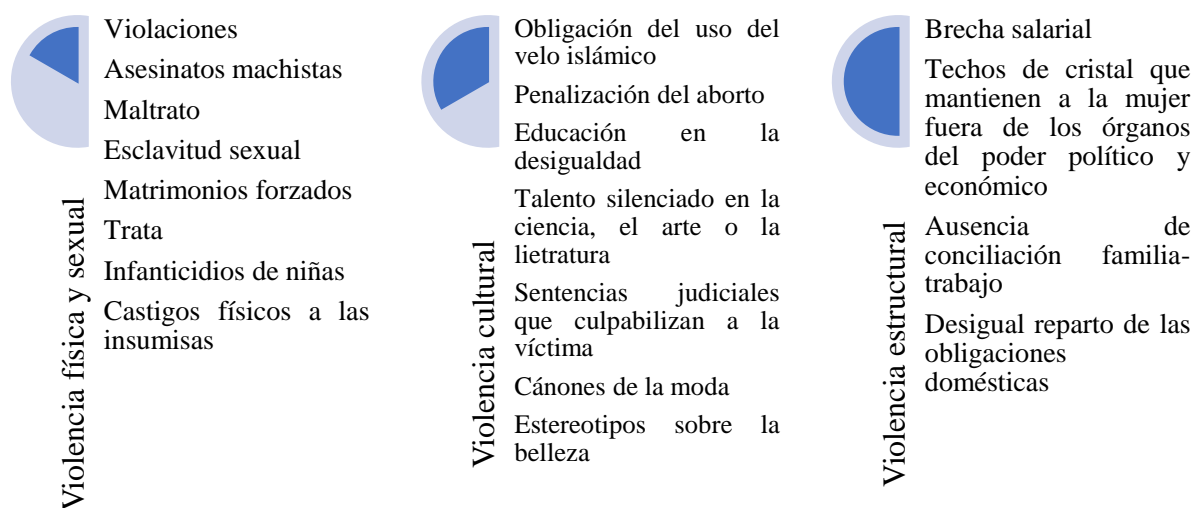 Violencia física y sexual
Violaciones
Asesinatos machistas
Maltrato
Esclavitud sexual
Matrimonios forzados
Trata
Infanticidios de niñas
Castigos físicos a las
insumisas
Violencia cultural
Obligación del uso del
velo islámico
Penalización del aborto
Educación en la
desigualdad
Talento silenciado en la
ciencia, el arte o la
lietratura
Sentencias judiciales
que culpabilizan a la
víctima
Cánones de la moda
Estereotipos sobre la
belleza
Violencia estructural
Brecha salarial
Techos de cristal que
mantienen a la mujer
fuera de los órganos
del poder político y
económico
Ausencia de
conciliación familia-
trabajo
Desigual reparto de las
obligaciones
domésticas